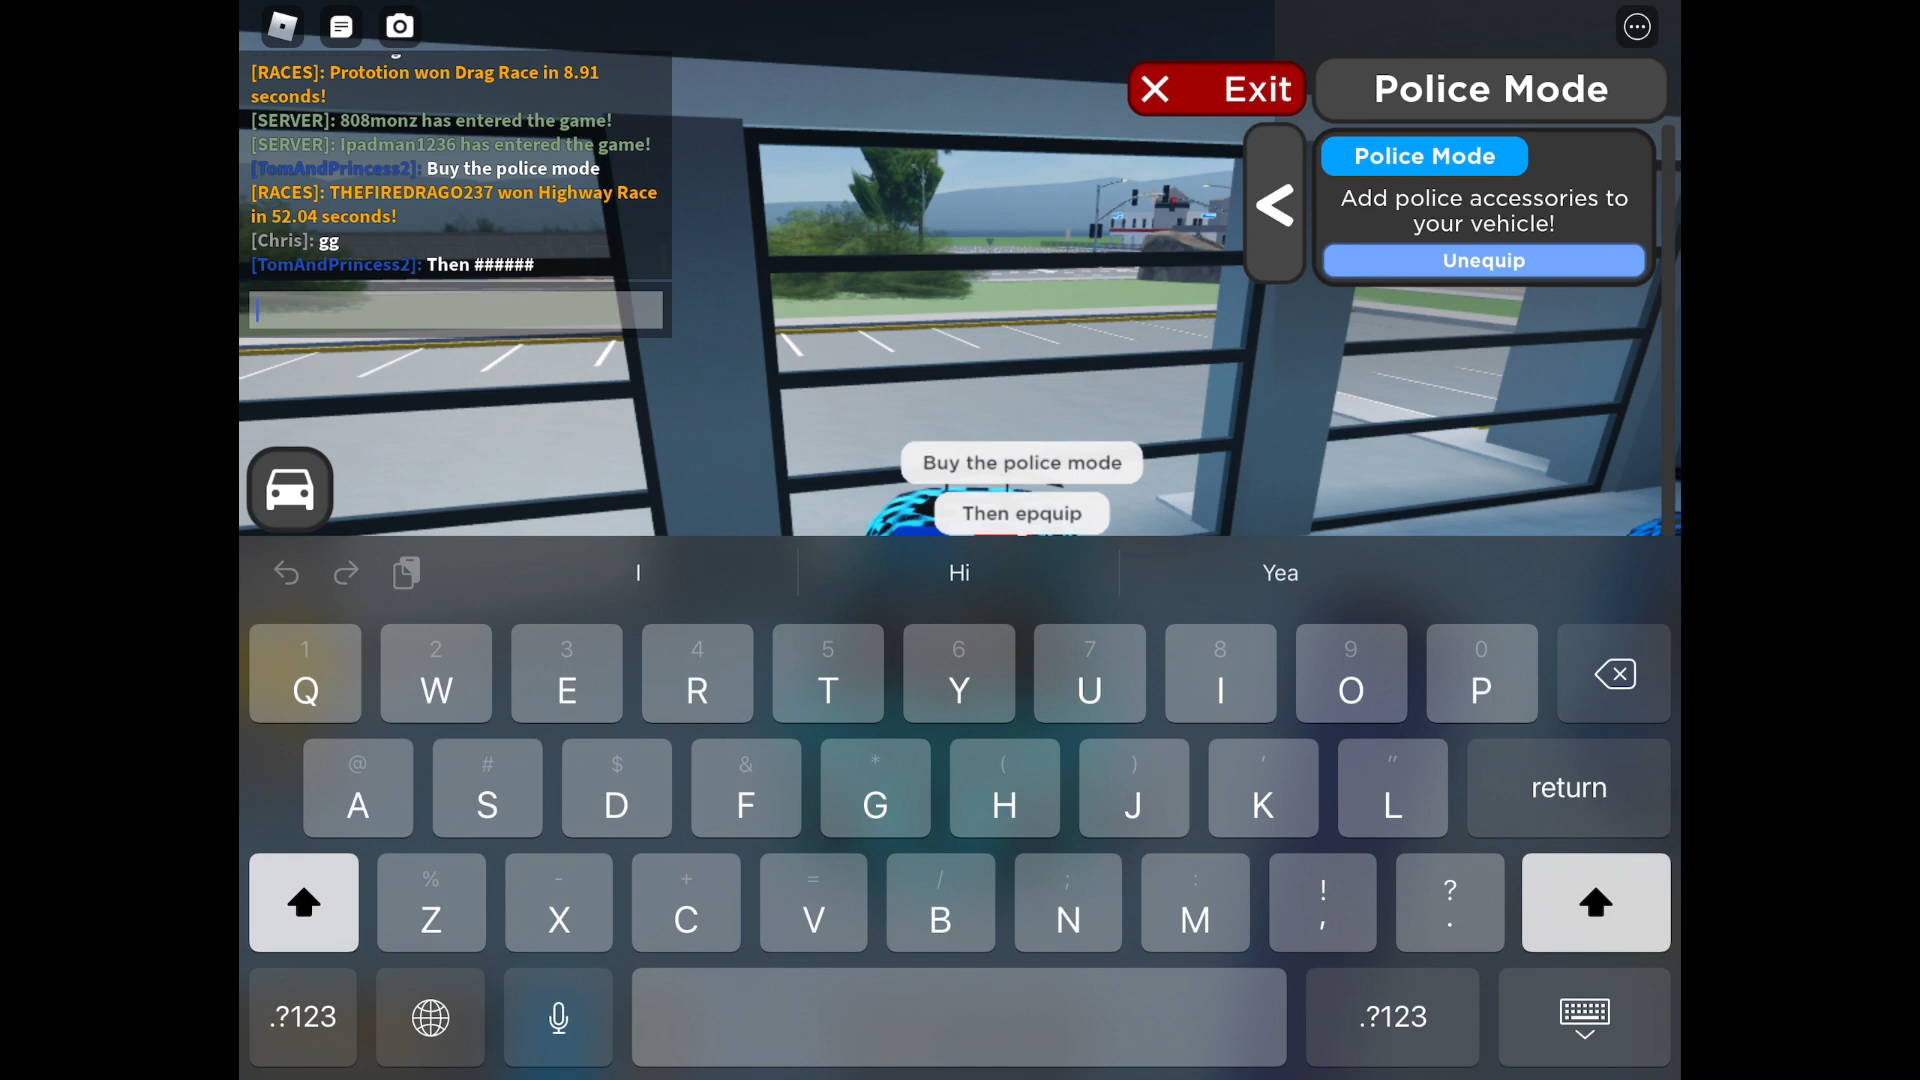 [RACES]: Prototion won Drag Race in 8.91
seconds!
[SERVER]: 808monz has entered the game!
[SERVER]: Ipadman1236 has entered the game!
[TomAndPrincess2]: Buy the police mode
[RACES]: THEFIREDRAGO237 won Highway Race
in 52.04 seconds!
[Chris]: gg
[TomAndPrincess2]: Then ######
Exit
Police Mode
Police Mode
Add police accessories to
your vehicle!
Unequip
<
Buy the police mode
Then epquip
I Hi Yea
1 2 3 4 5 6 7 8 9 0
Q W E R T Y U I O P
@ # $ & * ( ) ' "
A S D F G H J K L return
% - + = / ; : ! ?
Z X C V B N M , .
.?123 .?123